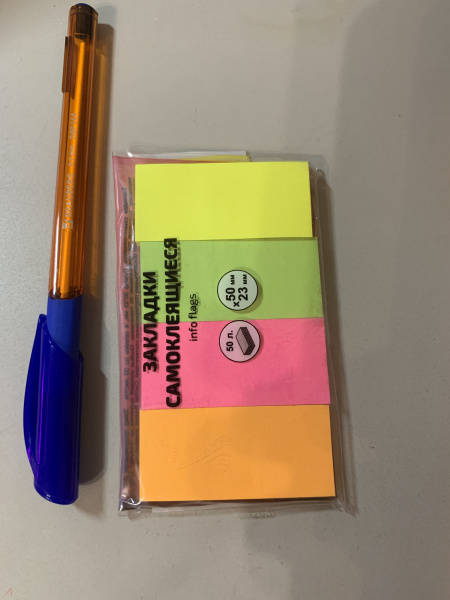 ЗАКЛАДКИ
САМОКЛЕЯЩИЕСЯ
info flags
50 мм
x
23 мм
50 л.